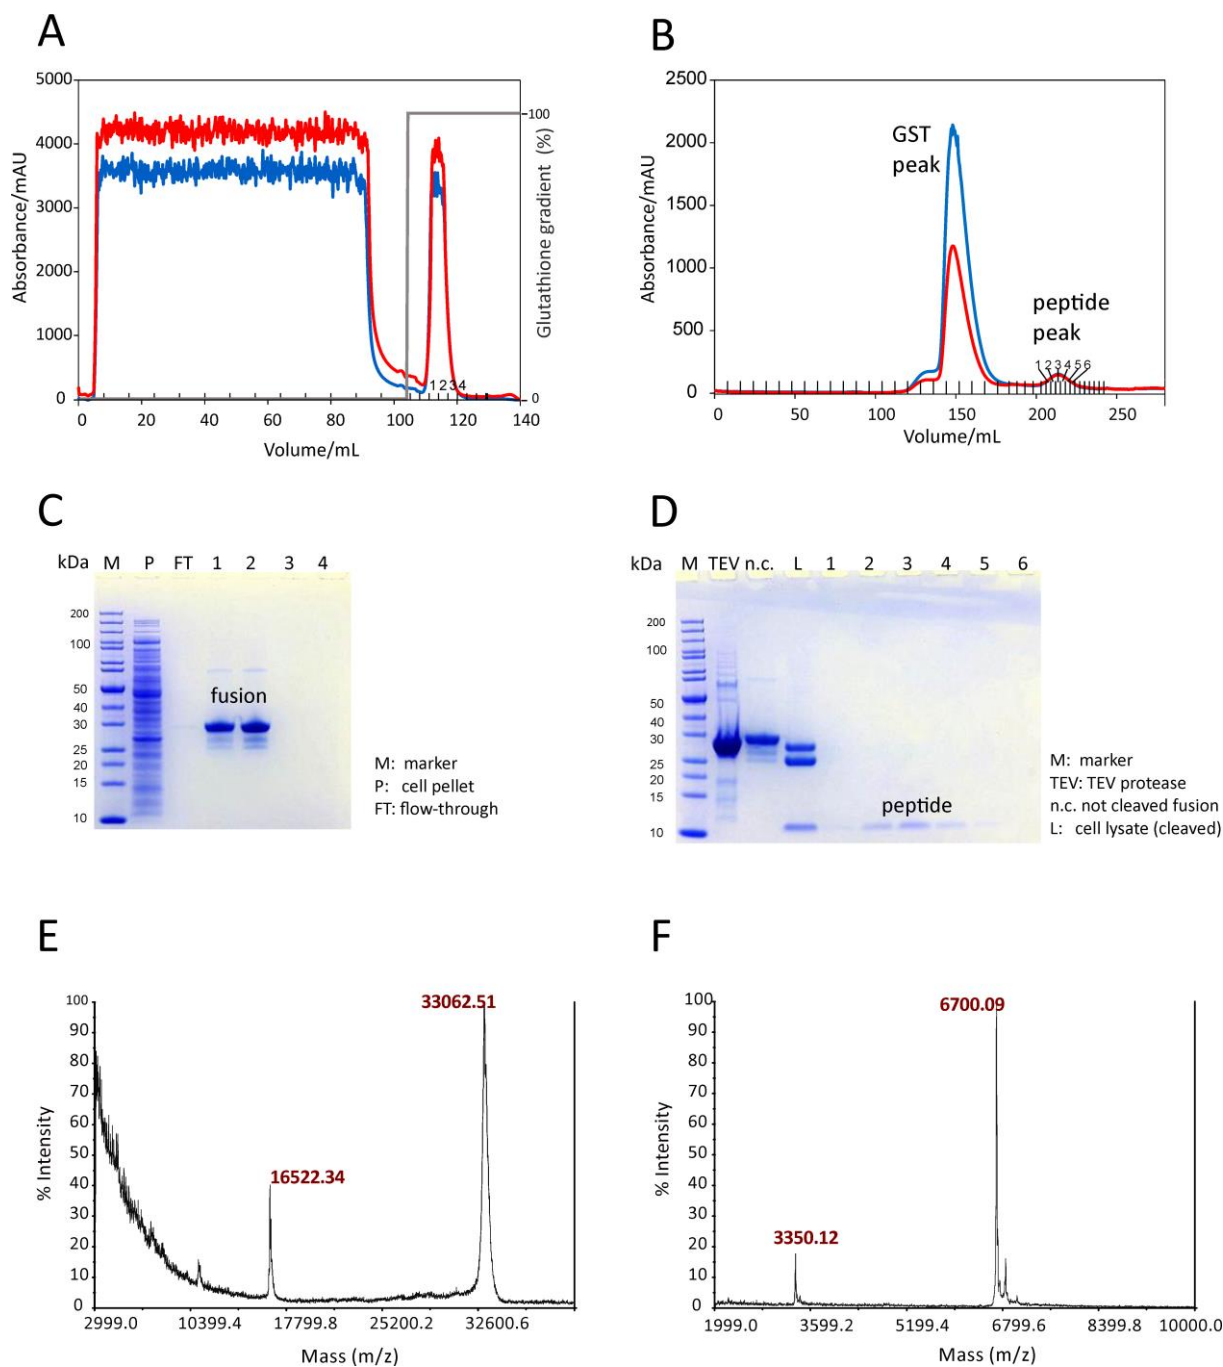 A
5000
4000
3000
2000
1000
0
Absorbance/mAU
0 20 40 60 80 100 120 140
Volume/mL
100
0
Glutathione gradient (%)
1234
B
2500
2000
1500
1000
500
0
Absorbance/mAU
0 50 100 150 200 250
Volume/mL
GST
peak
peptide
peak
1 2 3 4 5 6
C
kDa M P FT 1 2 3 4
200
100
50
40
30
25
20
15
10
fusion
M: marker
P: cell pellet
FT: flow-through
D
kDa M TEV n.c. L 1 2 3 4 5 6
200
100
50
40
30
25
20
15
10
peptide
M: marker
TEV: TEV protease
n.c. not cleaved fusion
L: cell lysate (cleaved)
E
100
90
80
70
60
50
40
30
20
10
0
% Intensity
33062.51
16522.34
2999.0 10399.4 17799.8 25200.2 32600.6
Mass (m/z)
F
100
90
80
70
60
50
40
30
20
10
0
% Intensity
6700.09
3350.12
1999.0 3599.2 5199.4 6799.6 8399.8 10000.0
Mass (m/z)